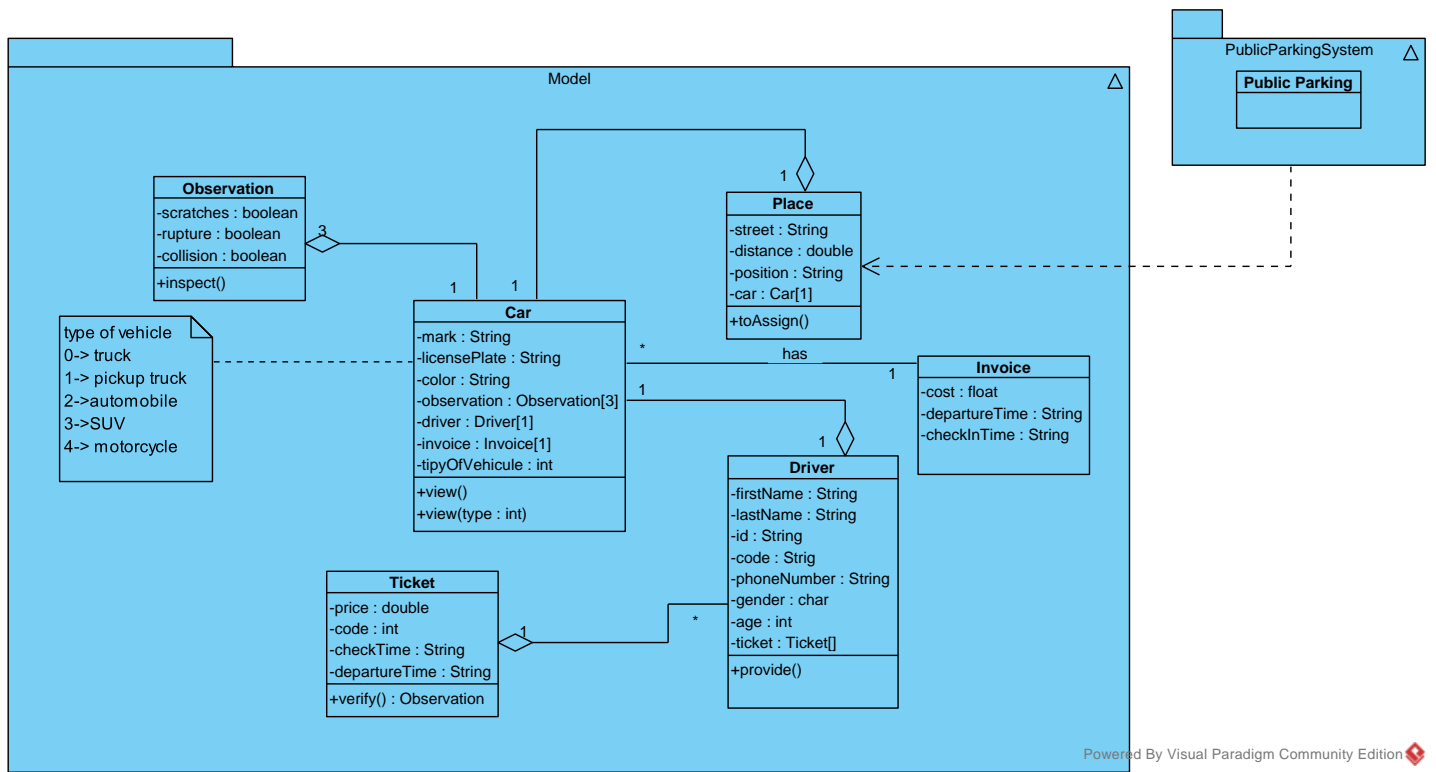 Model
PublicParkingSystem
Public Parking
Observation
-scratches : boolean
-rupture : boolean
-collision : boolean
+inspect()
3
1
1
1
Place
-street : String
-distance : double
-position : String
-car : Car[1]
+toAssign()
type of vehicle
0-> truck
1-> pickup truck
2->automobile
3->SUV
4-> motorcycle
Car
-mark : String
-licensePlate : String
-color : String
-observation : Observation[3]
-driver : Driver[1]
-invoice : Invoice[1]
-tipyOfVehicule : int
+view()
+view(type : int)
*
has
1
1
1
Invoice
-cost : float
-departureTime : String
-checkInTime : String
Driver
-firstName : String
-lastName : String
-id : String
-code : Strig
-phoneNumber : String
-gender : char
-age : int
-ticket : Ticket[]
+provide()
Ticket
-price : double
-code : int
-checkTime : String
-departureTime : String
+verify() : Observation
1
*
Powered By Visual Paradigm Community Edition